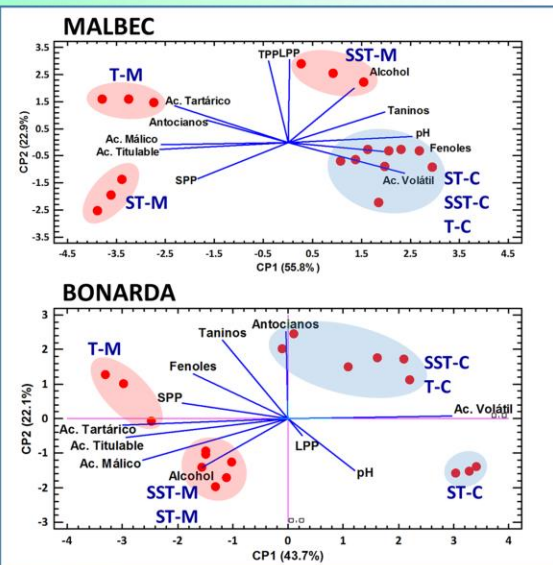 MALBEC
3.5
2.5
1.5
0.5
-0.5
-1.5
-2.5
3.5
CP2 (22.9%)
T-M
TPP LPP
SST-M
Alcohol
Ac. Tartárico
Taninos
Antocianos
pH
Ac. Málico
Fenoles
Ac. Titulable
SPP
Ac. Volátil
ST-M
ST-C
SST-C
T-C
-4.5 -3.5 -2.5 -1.5 -0.5 0.5 1.5 2.5 3.5 4.5
CP1 (55.8%)
BONARDA
3
2
1
0
-1
-2
-3
CP2 (22.1%)
T-M
Antocianos
Taninos
Fenoles
SST-C
T-C
SPP
Ac. Volátil
Ac. Tartárico
Ac. Titulable
LPP
Ac. Málico
Alcohol
pH
SST-M
ST-M
ST-C
-4 -3 -2 -1 0 1 2 3 4
CP1 (43.7%)